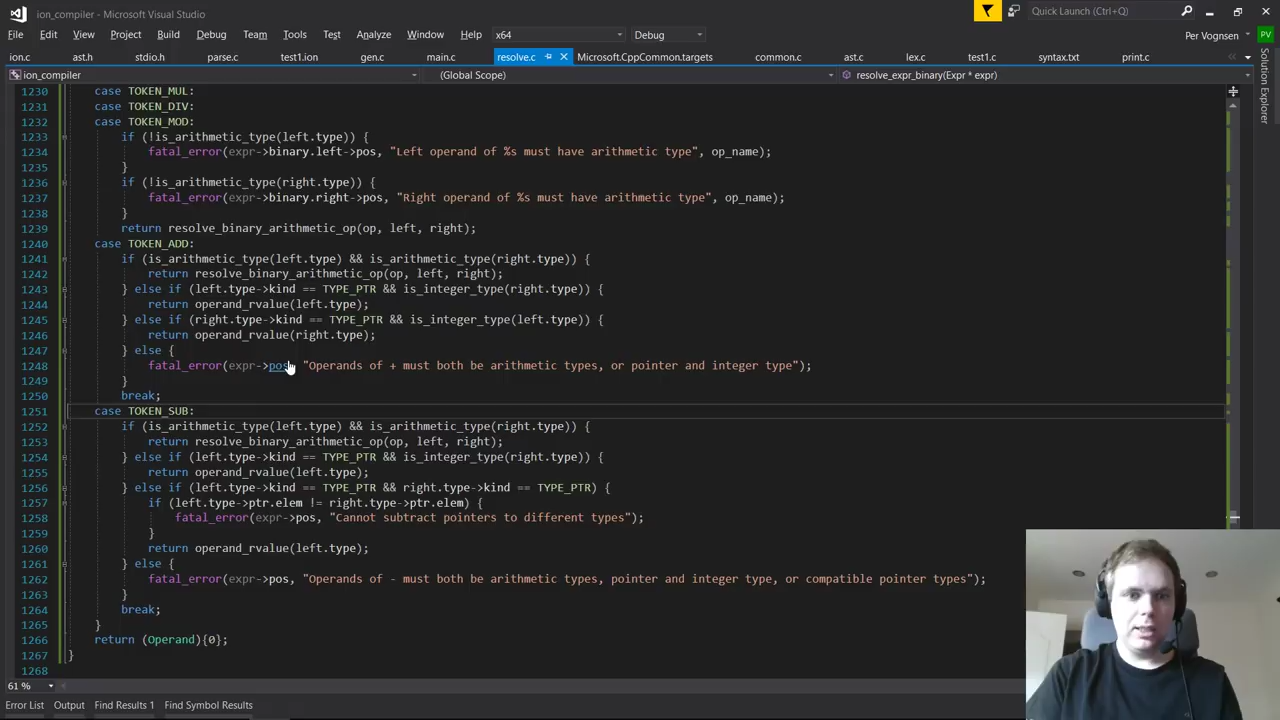 ion_compiler - Microsoft Visual Studio
Quick Launch (Ctrl+Q)
File Edit View Project Build Debug Team Tools Test Analyze Window Help x64 Debug
Per Vognsen PV
ion.c ast.h stdio.h parse.c test1.ion gen.c main.c resolve.c Microsoft.CppCommon.targets common.c ast.c lex.c test1.c syntax.txt print.c
ion_compiler (Global Scope) resolve_expr_binary(Expr * expr)
Solution Explorer
1230 case TOKEN_MUL:
1231 case TOKEN_DIV:
1232 case TOKEN_MOD:
1233 if (!is_arithmetic_type(left.type)) {
1234 fatal_error(expr->binary.left->pos, "Left operand of %s must have arithmetic type", op_name);
1235 }
1236 if (!is_arithmetic_type(right.type)) {
1237 fatal_error(expr->binary.right->pos, "Right operand of %s must have arithmetic type", op_name);
1238 }
1239 return resolve_binary_arithmetic_op(op, left, right);
1240 case TOKEN_ADD:
1241 if (is_arithmetic_type(left.type) && is_arithmetic_type(right.type)) {
1242 return resolve_binary_arithmetic_op(op, left, right);
1243 } else if (left.type->kind == TYPE_PTR && is_integer_type(right.type)) {
1244 return operand_rvalue(left.type);
1245 } else if (right.type->kind == TYPE_PTR && is_integer_type(left.type)) {
1246 return operand_rvalue(right.type);
1247 } else {
1248 fatal_error(expr->pos, "Operands of + must both be arithmetic types, or pointer and integer type");
1249 }
1250 break;
1251 case TOKEN_SUB:
1252 if (is_arithmetic_type(left.type) && is_arithmetic_type(right.type)) {
1253 return resolve_binary_arithmetic_op(op, left, right);
1254 } else if (left.type->kind == TYPE_PTR && is_integer_type(right.type)) {
1255 return operand_rvalue(left.type);
1256 } else if (left.type->kind == TYPE_PTR && right.type->kind == TYPE_PTR) {
1257 if (left.type->ptr.elem != right.type->ptr.elem) {
1258 fatal_error(expr->pos, "Cannot subtract pointers to different types");
1259 }
1260 return operand_rvalue(left.type);
1261 } else {
1262 fatal_error(expr->pos, "Operands of - must both be arithmetic types, pointer and integer type, or compatible pointer types");
1263 }
1264 break;
1265 }
1266 return (Operand){0};
1267 }
1268
61 %
Error List Output Find Results 1 Find Symbol Results